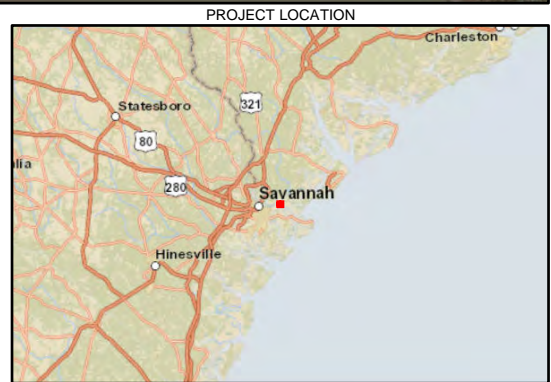 PROJECT LOCATION
Charleston
Statesboro
321
80
lia
280
Savannah
Hinesville